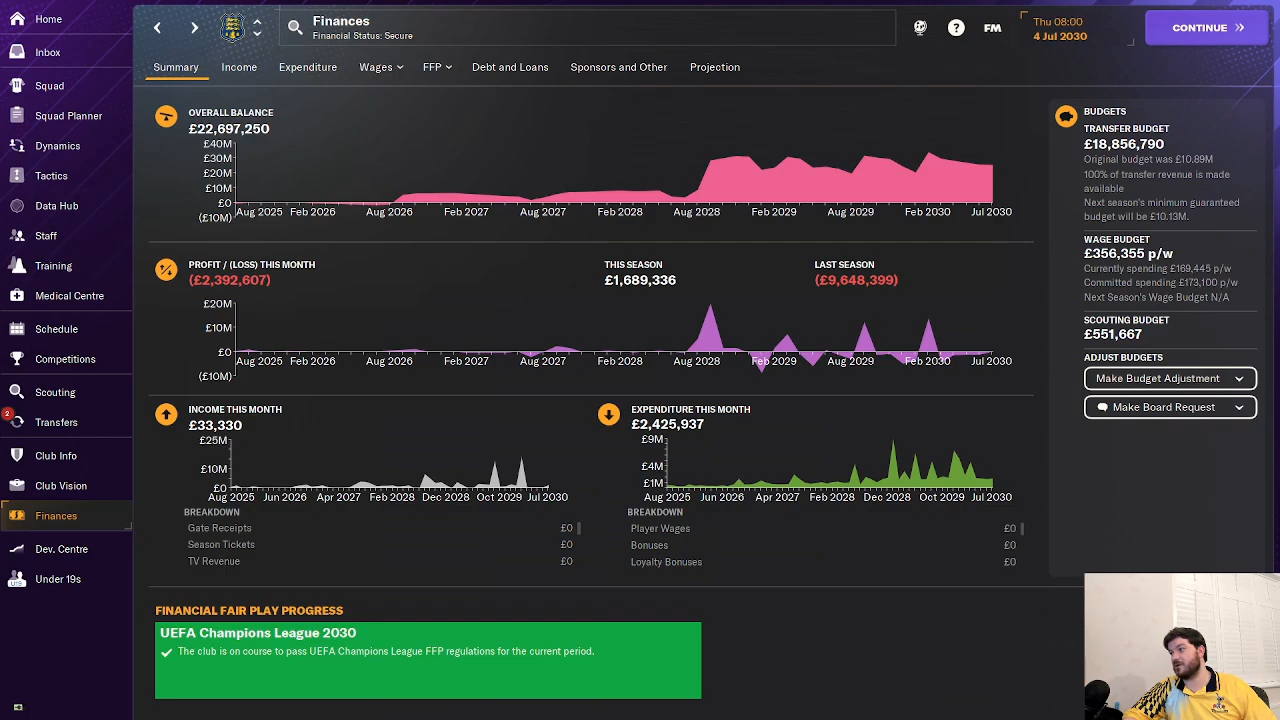 Home
Inbox
Squad
Squad Planner
Dynamics
Tactics
Data Hub
Staff
Training
Medical Centre
Schedule
Competitions
Scouting
2
Transfers
Club Info
Club Vision
Finances
Dev. Centre
U19
Under 19s
Finances
Financial Status: Secure
?
FM
Thu 08:00
4 Jul 2030
CONTINUE
Summary
Income
Expenditure
Wages
FFP
Debt and Loans
Sponsors and Other
Projection
OVERALL BALANCE
£22,697,250
£40M
£30M
£20M
£10M
£0
(£10M)
Aug 2025 Feb 2026 Aug 2026 Feb 2027 Aug 2027 Feb 2028 Aug 2028 Feb 2029 Aug 2029 Feb 2030 Jul 2030
PROFIT / (LOSS) THIS MONTH
(£2,392,607)
THIS SEASON
£1,689,336
LAST SEASON
(£9,648,399)
£20M
£10M
£0
(£10M)
Aug 2025 Feb 2026 Aug 2026 Feb 2027 Aug 2027 Feb 2028 Aug 2028 Feb 2029 Aug 2029 Feb 2030 Jul 2030
INCOME THIS MONTH
£33,330
£25M
£10M
£0
Aug 2025 Jun 2026 Apr 2027 Feb 2028 Dec 2028 Oct 2029 Jul 2030
BREAKDOWN
Gate Receipts £0
Season Tickets £0
TV Revenue £0
EXPENDITURE THIS MONTH
£2,425,937
£9M
£4M
£1M
Aug 2025 Jun 2026 Apr 2027 Feb 2028 Dec 2028 Oct 2029 Jul 2030
BREAKDOWN
Player Wages £0
Bonuses £0
Loyalty Bonuses £0
FINANCIAL FAIR PLAY PROGRESS
UEFA Champions League 2030
The club is on course to pass UEFA Champions League FFP regulations for the current period.
BUDGETS
TRANSFER BUDGET
£18,856,790
Original budget was £10.89M
100% of transfer revenue is made
available
Next season's minimum guaranteed
budget will be £10.13M.
WAGE BUDGET
£356,355 p/w
Currently spending £169,445 p/w
Committed spending £173,100 p/w
Next Season's Wage Budget N/A
SCOUTING BUDGET
£551,667
ADJUST BUDGETS
Make Budget Adjustment
Make Board Request